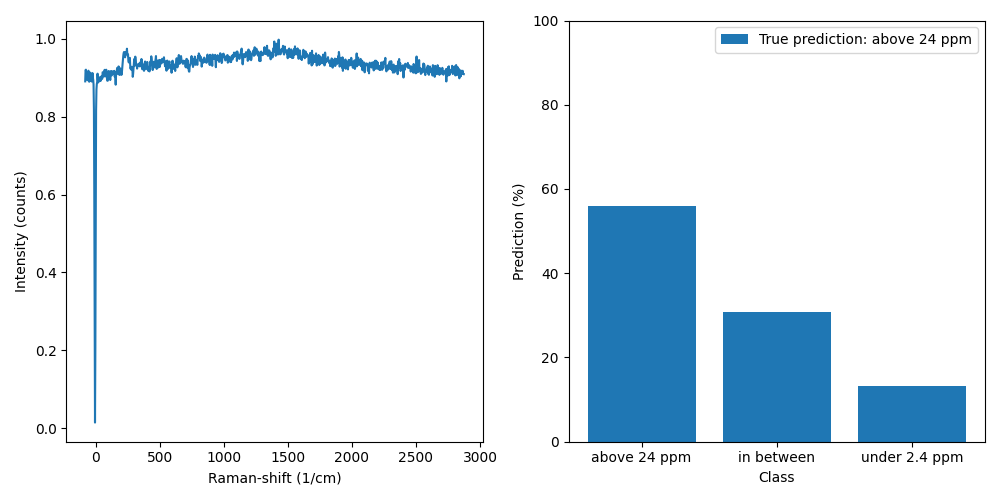 1.0
0.8
0.6
0.4
0.2
0.0
Intensity (counts)
0 500 1000 1500 2000 2500 3000
Raman-shift (1/cm)
100
80
60
40
20
0
Prediction (%)
True prediction: above 24 ppm
above 24 ppm in between under 2.4 ppm
Class